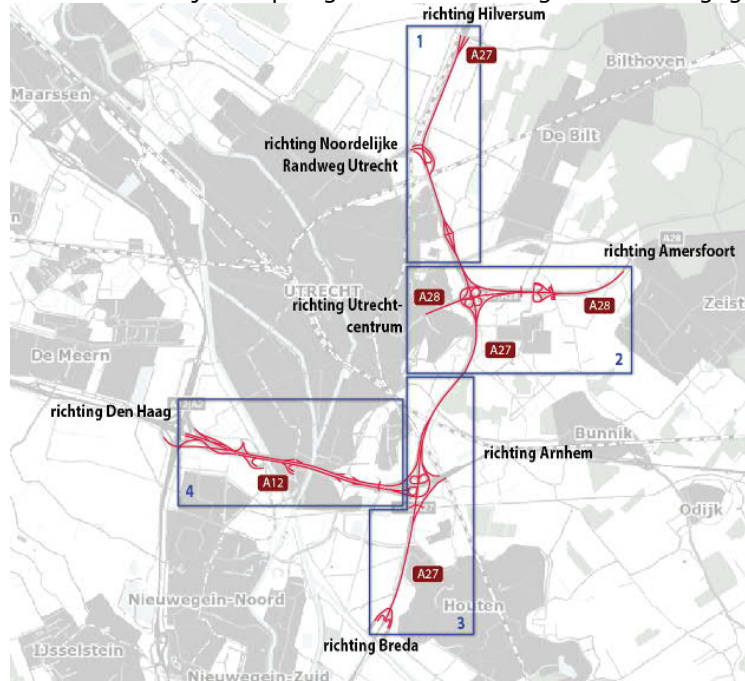 richting Hilversum
1
A27
Bilthoven
Maarssen
De Bilt
richting Noordelijke
Randweg Utrecht
A28
richting Amersfoort
UTRECHT
A28
richting Utrecht-
centrum
A28
Zeist
A27
2
De Meern
richting Den Haag
Bunnik
richting Arnhem
A12
4
Odijk
A27
Nieuwegein-Noord
Houten
3
richting Breda
IJsselstein
Nieuwegein-Zuid